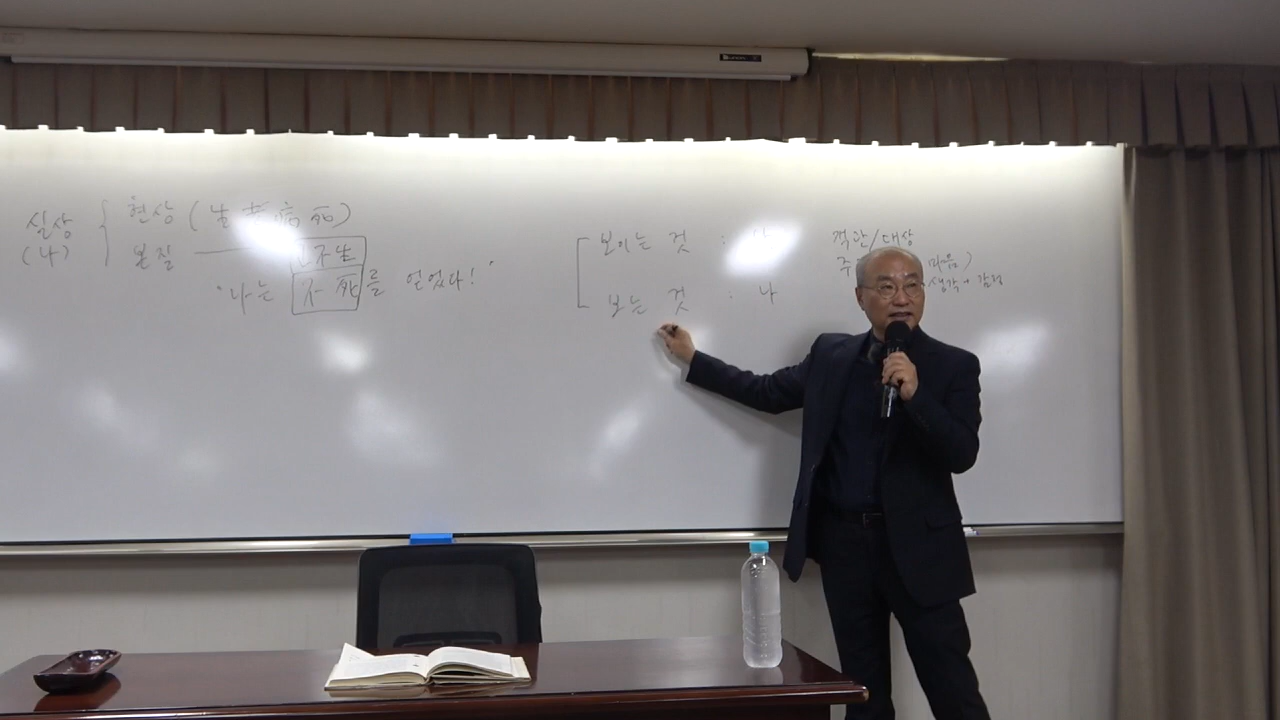 실상 { 현상 (生老病死)
(나) 본질 — 不生
"나는 不死를 얻었다!"
보이는 것 : 객관/대상
주 마음)
생각+감정
보는 것 : 나